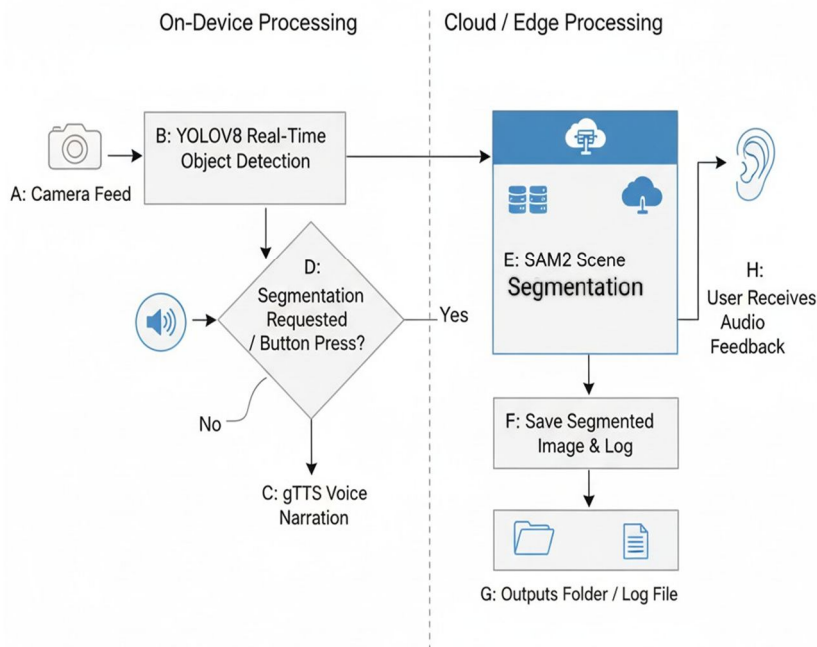 On-Device Processing
Cloud / Edge Processing
A: Camera Feed
B: YOLOV8 Real-Time
Object Detection
D:
Segmentation
Requested
/ Button Press?
Yes
No
C: gTTS Voice
Narration
E: SAM2 Scene
Segmentation
H:
User Receives
Audio
Feedback
F: Save Segmented
Image & Log
G: Outputs Folder / Log File